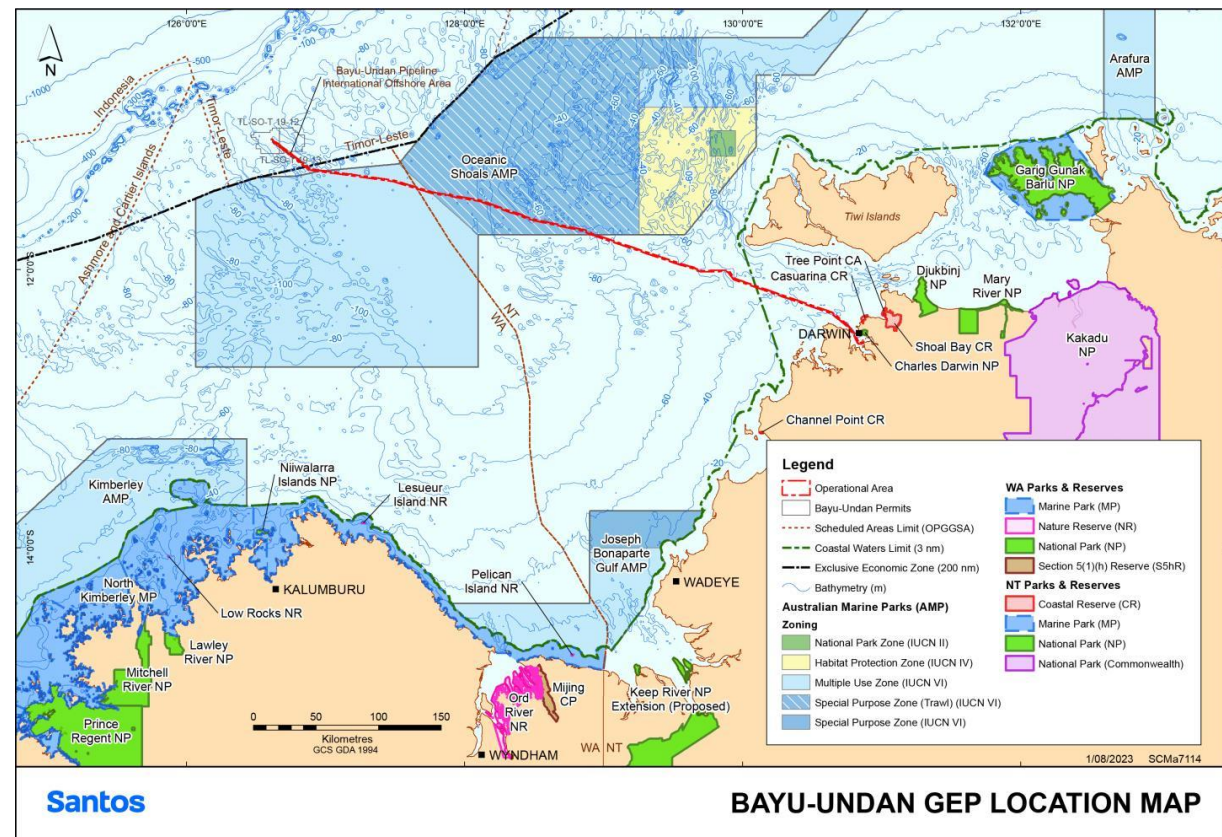 126°0'0"E
128°0'0"E
130°0'0"E
132°0'0"E
N
Indonesia
Timor-Leste
Ashmore and Cartier Islands
Bayu-Undan Pipeline
International Offshore Area
TL-SO-T 19-12
Timor-Leste
Oceanic
Shoals AMP
Arafura
AMP
Garig Gunak
Barlu NP
Tiwi Islands
Tree Point CA
Casuarina CR
Djukbinj
NP
Mary
River NP
DARWIN
Shoal Bay CR
Charles Darwin NP
Kakadu
NP
12°0'0"S
NT
WA
Channel Point CR
Kimberley
AMP
Niiwalarra
Islands NP
Lesueur
Island NR
14°0'0"S
North
Kimberley MP
KALUMBURU
Low Rocks NR
Pelican
Island NR
Joseph
Bonaparte
Gulf AMP
WADEYE
Lawley
River NP
Mitchell
River NP
Prince
Regent NP
Ord
River
NR
Mijing
CP
Keep River NP
Extension (Proposed)
WYNDHAM
WA NT
0 50 100 150
Kilometres
GCS GDA 1994
Legend
Operational Area
Bayu-Undan Permits
Scheduled Areas Limit (OPGGSA)
Coastal Waters Limit (3 nm)
Exclusive Economic Zone (200 nm)
Bathymetry (m)
Australian Marine Parks (AMP)
Zoning
National Park Zone (IUCN II)
Habitat Protection Zone (IUCN IV)
Multiple Use Zone (IUCN VI)
Special Purpose Zone (Trawl) (IUCN VI)
Special Purpose Zone (IUCN VI)
WA Parks & Reserves
Marine Park (MP)
Nature Reserve (NR)
National Park (NP)
Section 5(1)(h) Reserve (S5hR)
NT Parks & Reserves
Coastal Reserve (CR)
Marine Park (MP)
National Park (NP)
National Park (Commonwealth)
1/08/2023 SCMa7114
Santos
BAYU-UNDAN GEP LOCATION MAP